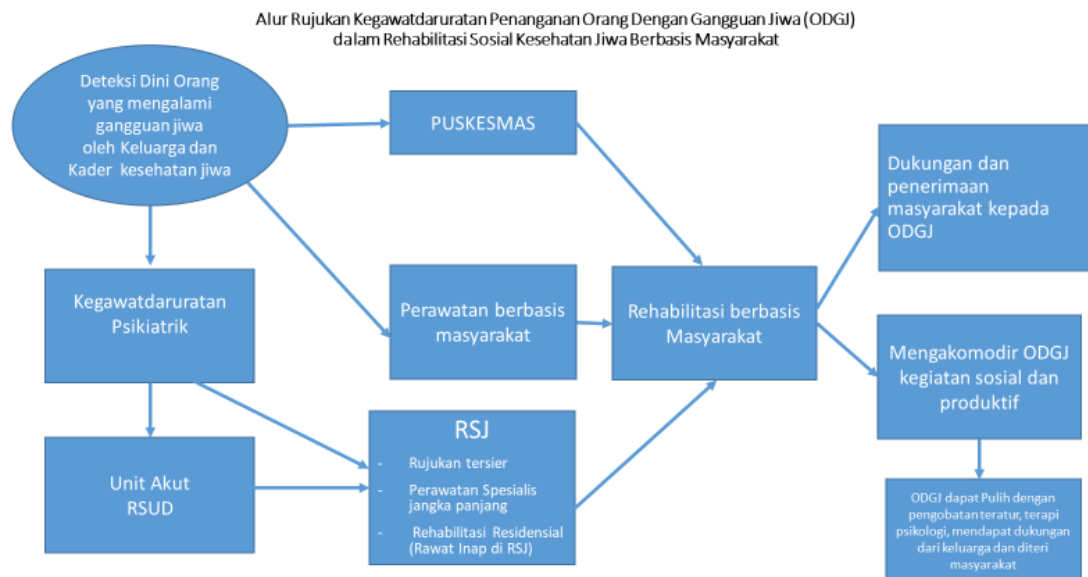 Alur Rujukan Kegawatdaruratan Penanganan Orang Dengan Gangguan Jiwa (ODGJ)
dalam Rehabilitasi Sosial Kesehatan Jiwa Berbasis Masyarakat
Deteksi Dini Orang
yang mengalami
gangguan jiwa
oleh Keluarga dan
Kader kesehatan jiwa
PUSKESMAS
Dukungan dan
penerimaan
masyarakat kepada
ODGJ
Kegawatdaruratan
Psikiatrik
Perawatan berbasis
masyarakat
Rehabilitasi berbasis
Masyarakat
Mengakomodir ODGJ
kegiatan sosial dan
produktif
Unit Akut
RSUD
RSJ
- Rujukan tersier
- Perawatan Spesialis
jangka panjang
- Rehabilitasi Residensial
(Rawat Inap di RSJ)
ODGJ dapat Pulih dengan
pengobatan teratur, terapi
psikologi, mendapat dukungan
dari keluarga dan diteri
masyarakat